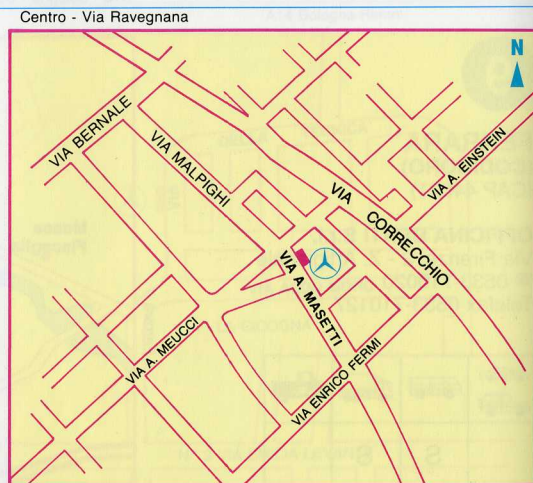 Centro - Via Ravegnana
N
VIA BERNALE
VIA MALPIGHI
VIA A. EINSTEIN
VIA CORRECCHIO
VIA A. MASETTI
VIA A. MEUCCI
VIA ENRICO FERMI